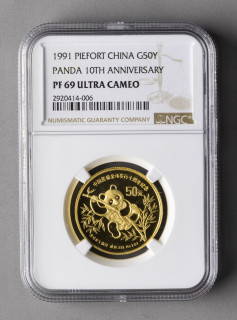 1991 PIEFORT CHINA G50Y
PANDA 10TH ANNIVERSARY
PF 69 ULTRA CAMEO
2920414-006
NUMISMATIC GUARANTY COMPANY
NGC
50元